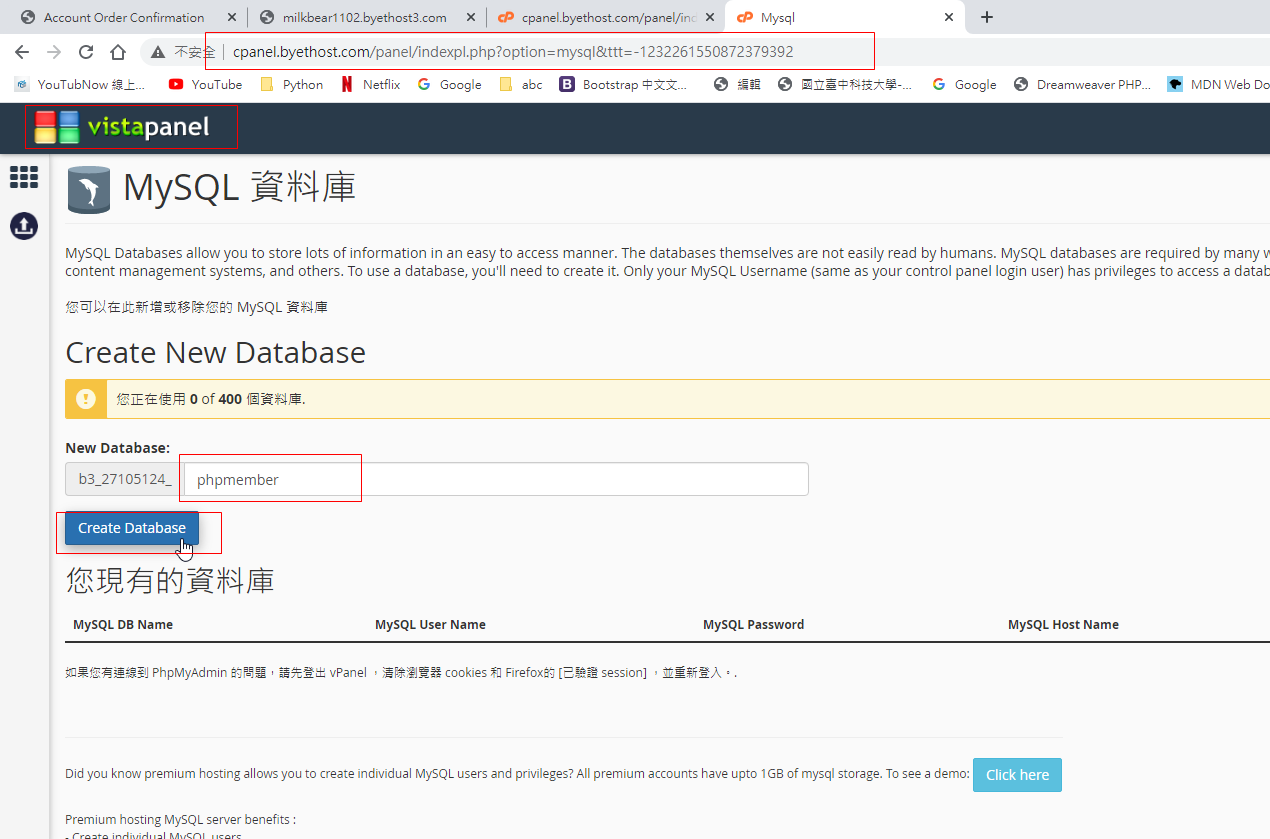 Account Order Confirmation
milkbear1102.byethost3.com
cpanel.byethost.com/panel/ind
Mysql
不安全 cpanel.byethost.com/panel/indexpl.php?option=mysql&ttt=-1232261550872379392
YouTubNow 線上... YouTube Python Netflix Google abc Bootstrap 中文文... 編輯 國立臺中科技大學-... Google Dreamweaver PHP... MDN Web Do
vistapanel
MySQL 資料庫
MySQL Databases allow you to store lots of information in an easy to access manner. The databases themselves are not easily read by humans. MySQL databases are required by many w
content management systems, and others. To use a database, you'll need to create it. Only your MySQL Username (same as your control panel login user) has privileges to access a datab
您可以在此新增或移除您的 MySQL 資料庫
Create New Database
您正在使用 0 of 400 個資料庫.
New Database:
b3_27105124_ phpmember
Create Database
您現有的資料庫
MySQL DB Name MySQL User Name MySQL Password MySQL Host Name
如果您有連線到 PhpMyAdmin 的問題，請先登出 vPanel ，清除瀏覽器 cookies 和 Firefox的 [已驗證 session] ，並重新登入。.
Did you know premium hosting allows you to create individual MySQL users and privileges? All premium accounts have upto 1GB of mysql storage. To see a demo: Click here
Premium hosting MySQL server benefits :
- Create individual MySQL users